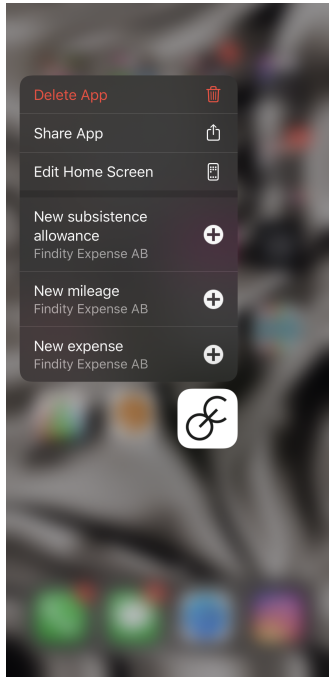 Delete App
Share App
Edit Home Screen
New subsistence
allowance
Findity Expense AB
New mileage
Findity Expense AB
New expense
Findity Expense AB